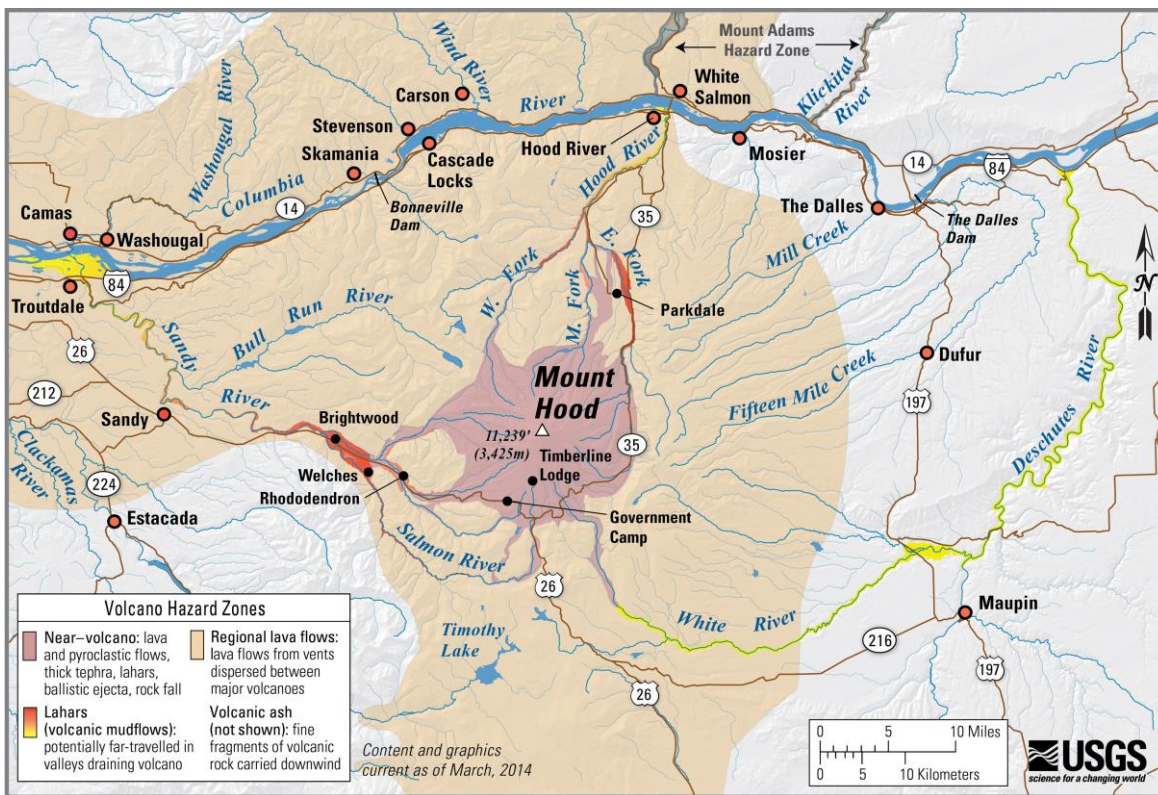 Mount Adams
Hazard Zone
Wind River
Washougal River
Carson
White
Salmon
Klickitat
River
River
Stevenson
Skamania
Cascade
Locks
Hood River
Hood River
Mosier
14
84
Columbia
14
Bonneville
Dam
Camas
Washougal
35
The Dalles
The Dalles
Dam
Mill Creek
W. Fork
M. Fork
E. Fork
84
Troutdale
Parkdale
Sandy
Bull Run River
26
Dufur
Deschutes River
N
212
Sandy
River
Mount
Hood
11,239'
(3,425m)
Fifteen Mile Creek
197
Brightwood
Timberline
Lodge
35
Welches
Rhododendron
Clackamas
River
224
Estacada
Government
Camp
Salmon River
26
White River
Maupin
216
197
Timothy
Lake
26
Volcano Hazard Zones
Near–volcano: lava
and pyroclastic flows,
thick tephra, lahars,
ballistic ejecta, rock fall
Regional lava flows:
lava flows from vents
dispersed between
major volcanoes
Lahars
(volcanic mudflows):
potentially far-travelled in
valleys draining volcano
Volcanic ash
(not shown): fine
fragments of volcanic
rock carried downwind
Content and graphics
current as of March, 2014
0 5 10 Miles
0 5 10 Kilometers
USGS
science for a changing world